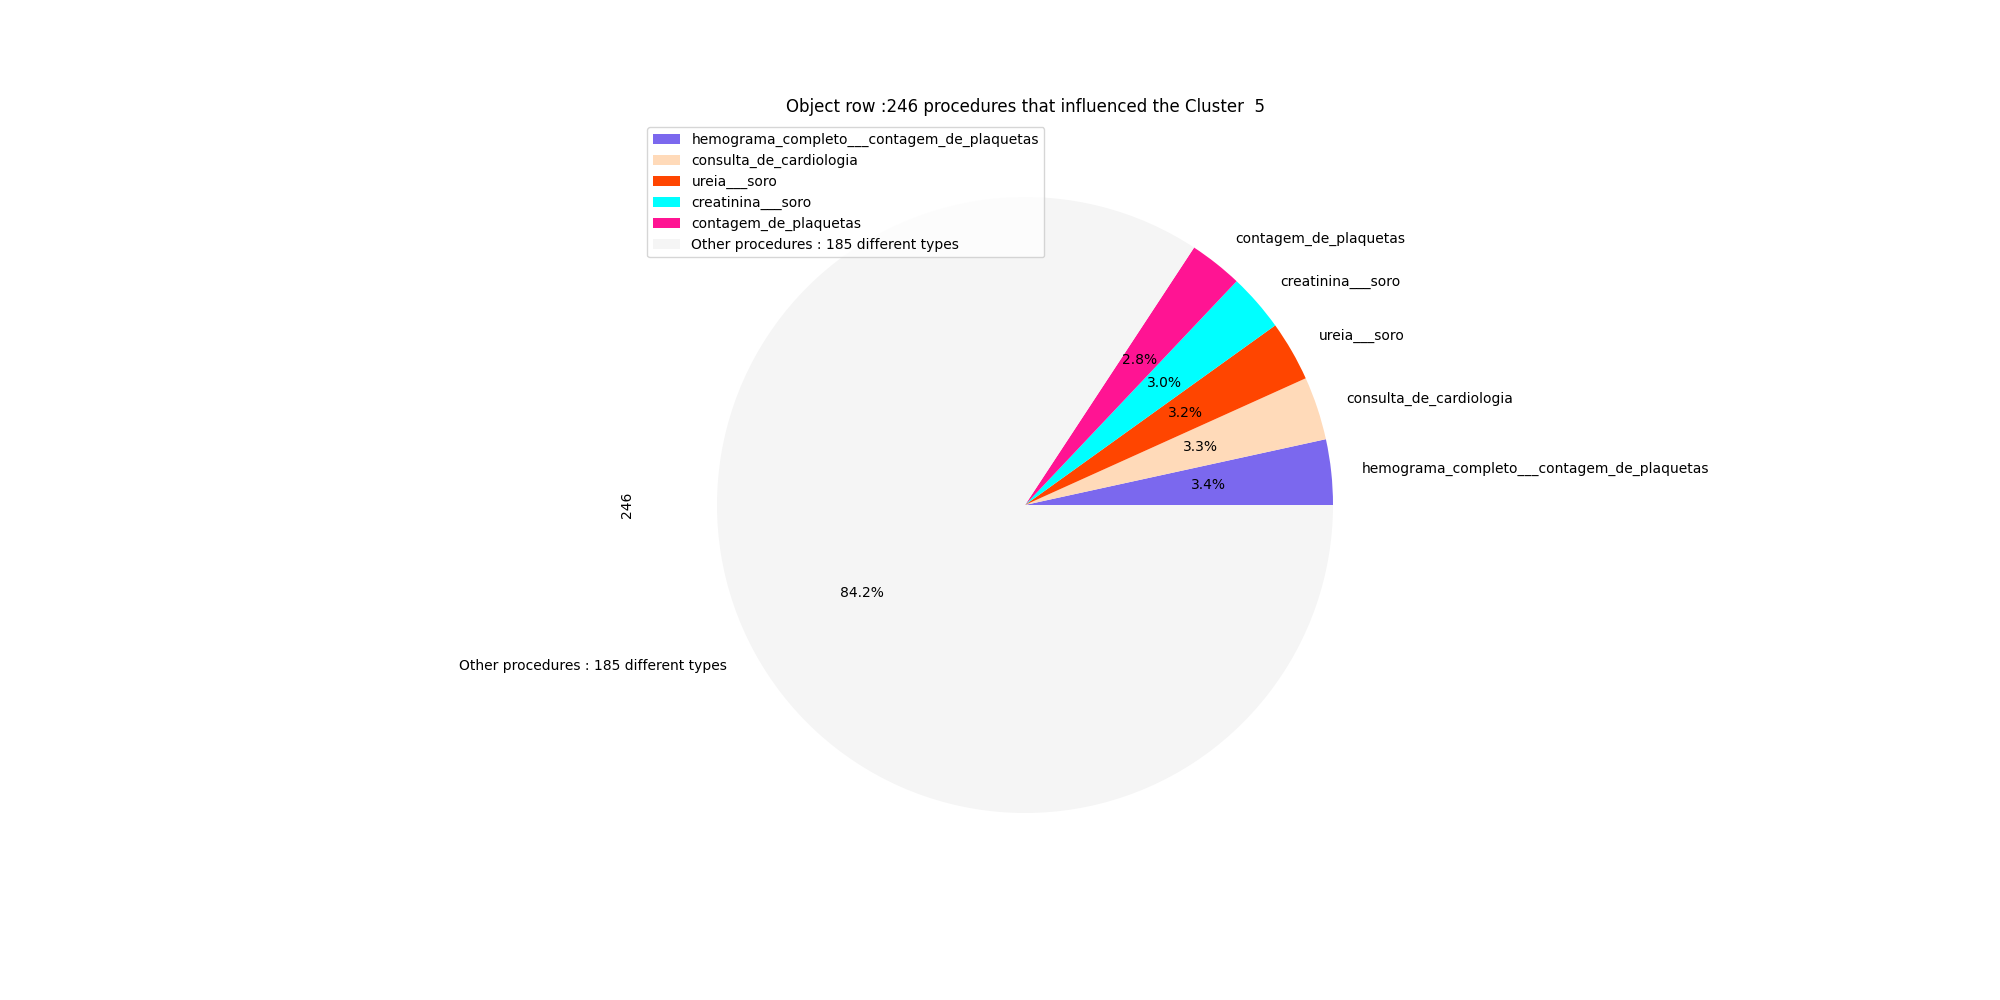 Object row :246 procedures that influenced the Cluster  5
hemograma_completo___contagem_de_plaquetas
consulta_de_cardiologia
ureia___soro
creatinina___soro
contagem_de_plaquetas
Other procedures : 185 different types
contagem_de_plaquetas
creatinina___soro
ureia___soro
consulta_de_cardiologia
hemograma_completo___contagem_de_plaquetas
2.8%
3.0%
3.2%
3.3%
3.4%
246
84.2%
Other procedures : 185 different types